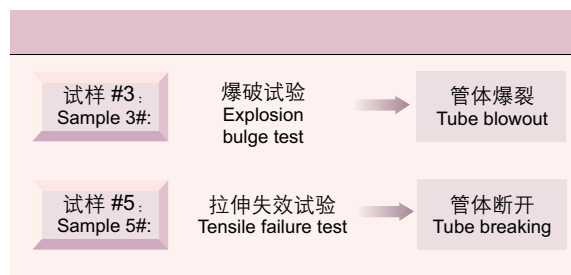 试样 #3：
Sample 3#:
爆破试验
Explosion
bulge test
管体爆裂
Tube blowout
试样 #5：
Sample 5#:
拉伸失效试验
Tensile failure test
管体断开
Tube breaking